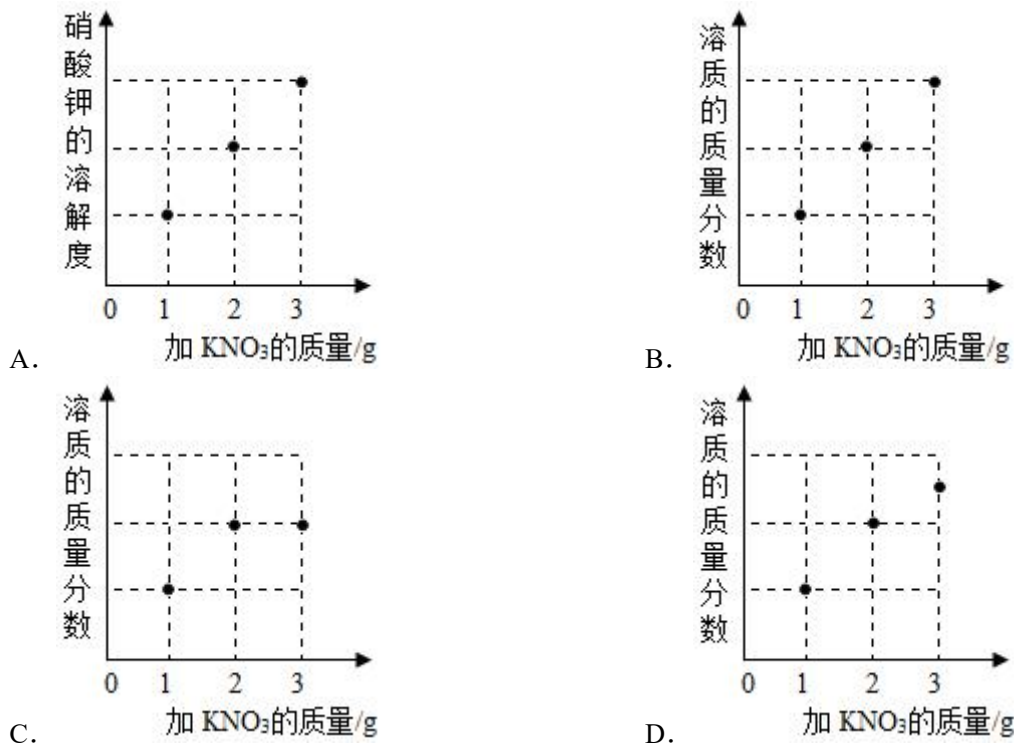 硝酸钾的溶解度
0 1 2 3
加 KNO₃的质量/g
A.
溶质的质量分数
0 1 2 3
加 KNO₃的质量/g
B.
溶质的质量分数
0 1 2 3
加 KNO₃的质量/g
C.
溶质的质量分数
0 1 2 3
加 KNO₃的质量/g
D.